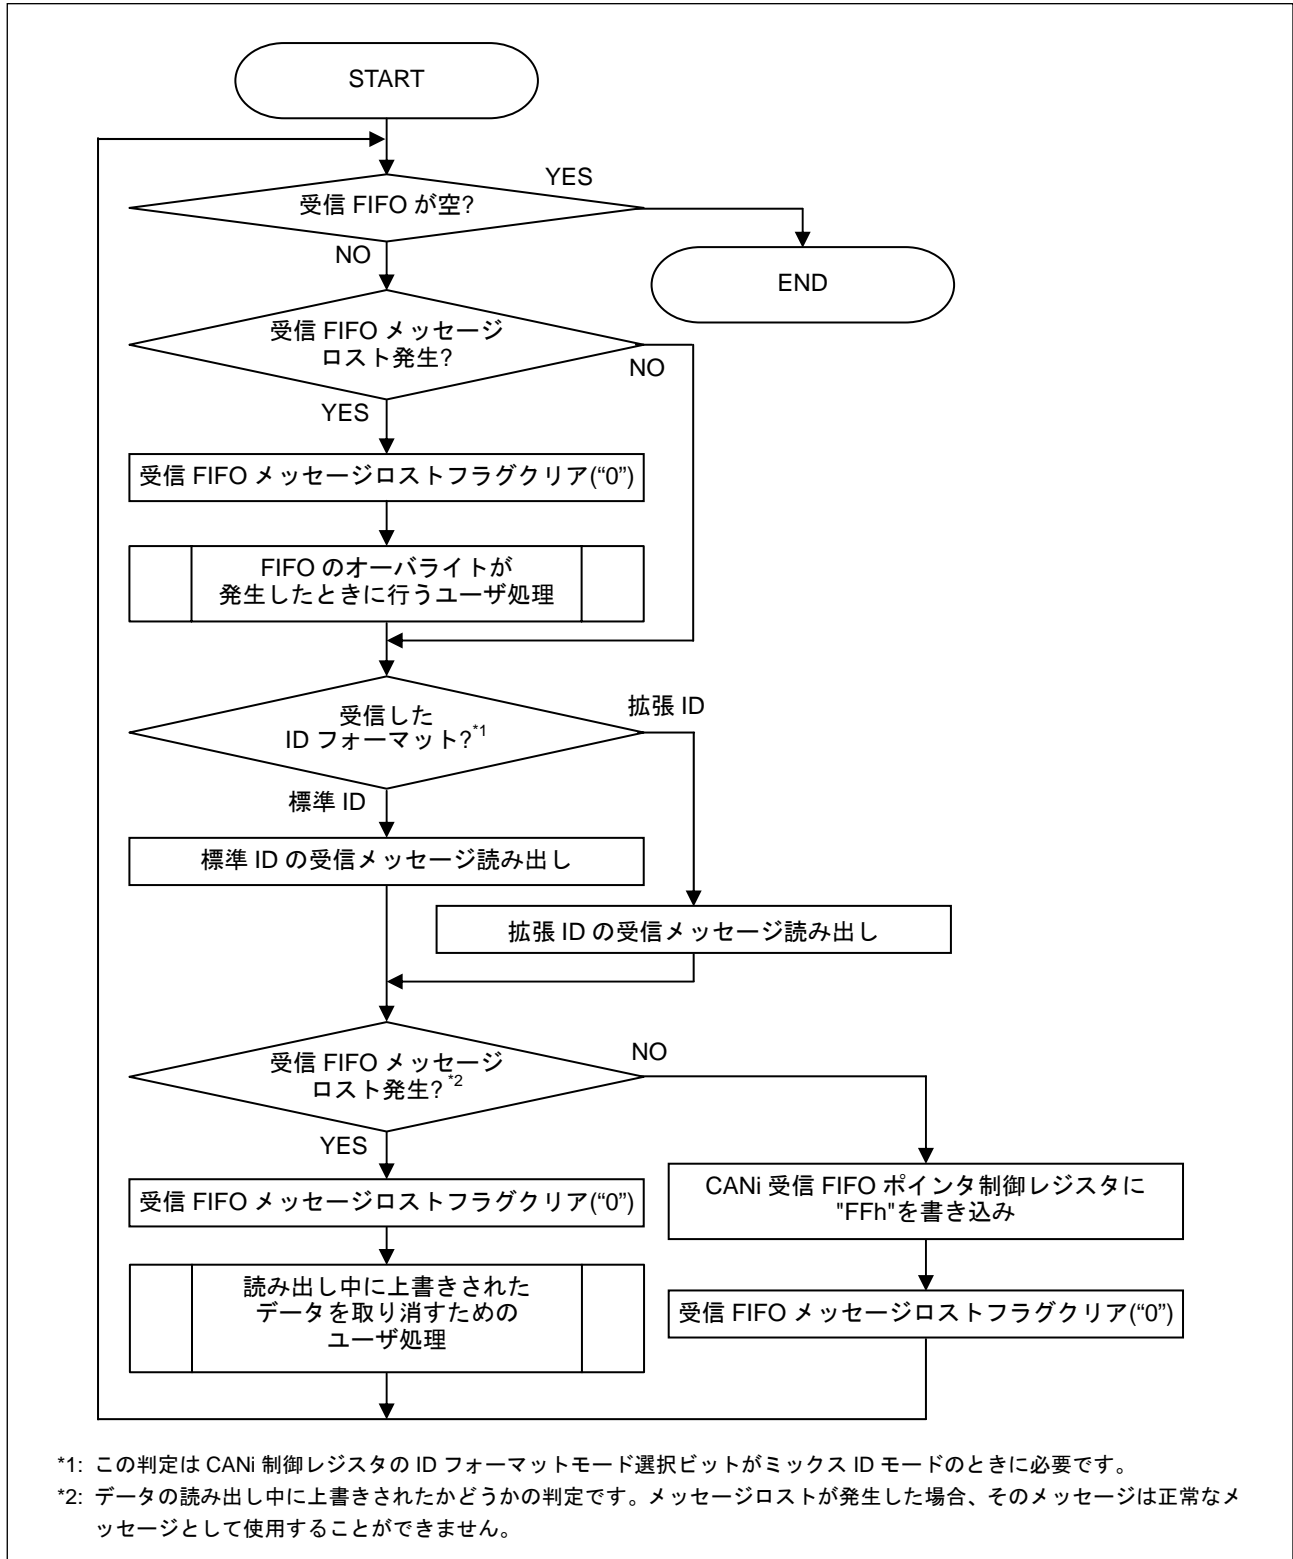 START
受信 FIFO が空?
YES
NO
END
受信 FIFO メッセージ
ロスト発生?
NO
YES
受信 FIFO メッセージロストフラグクリア(“0”)
FIFO のオーバライトが
発生したときに行うユーザ処理
受信した
ID フォーマット?*1
拡張 ID
標準 ID
標準 ID の受信メッセージ読み出し
拡張 ID の受信メッセージ読み出し
受信 FIFO メッセージ
ロスト発生?*2
NO
YES
受信 FIFO メッセージロストフラグクリア(“0”)
CANi 受信 FIFO ポインタ制御レジスタに
"FFh"を書き込み
読み出し中に上書きされた
データを取り消すための
ユーザ処理
受信 FIFO メッセージロストフラグクリア(“0”)
*1: この判定は CANi 制御レジスタの ID フォーマットモード選択ビットがミックス ID モードのときに必要です。
*2: データの読み出し中に上書きされたかどうかの判定です。メッセージロストが発生した場合、そのメッセージは正常なメ
ッセージとして使用することができません。